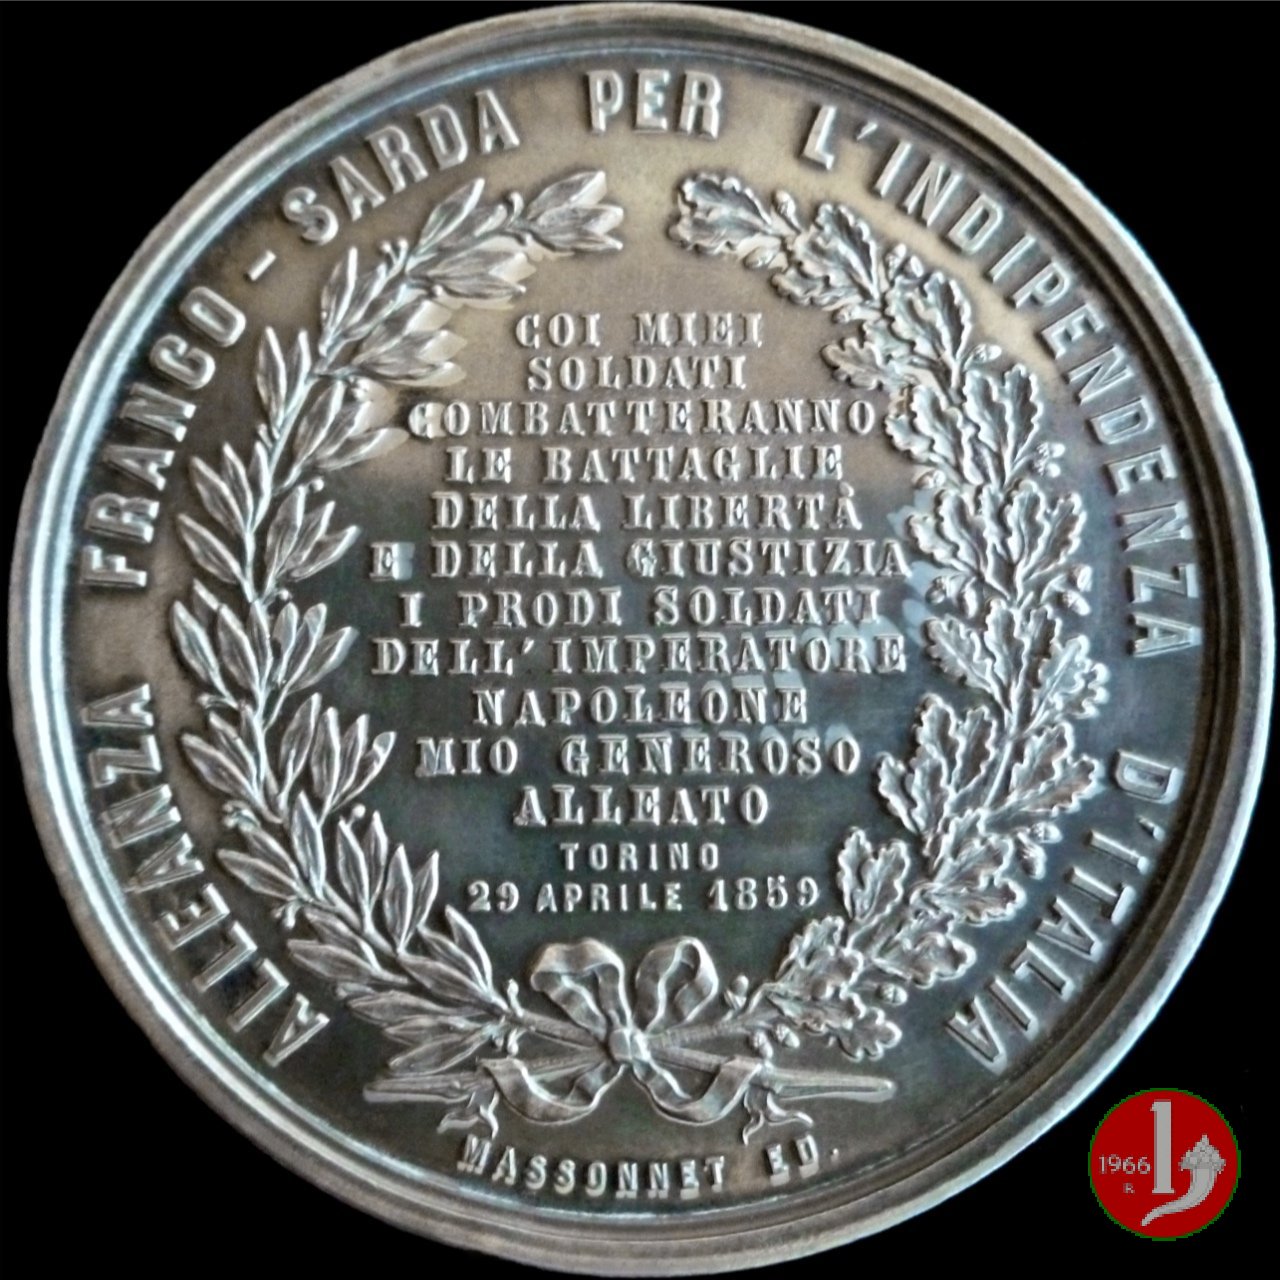 ALLEANZA FRANCO - SARDA PER L'INDIPENDENZA D'ITALIA
COI MIEI
SOLDATI
COMBATTERANNO
LE BATTAGLIE
DELLA LIBERTÀ
E DELLA GIUSTIZIA
I PRODI SOLDATI
DELL'IMPERATORE
NAPOLEONE
MIO GENEROSO
ALLEATO
TORINO
29 APRILE 1859
MASSONNET ED.
1966
R